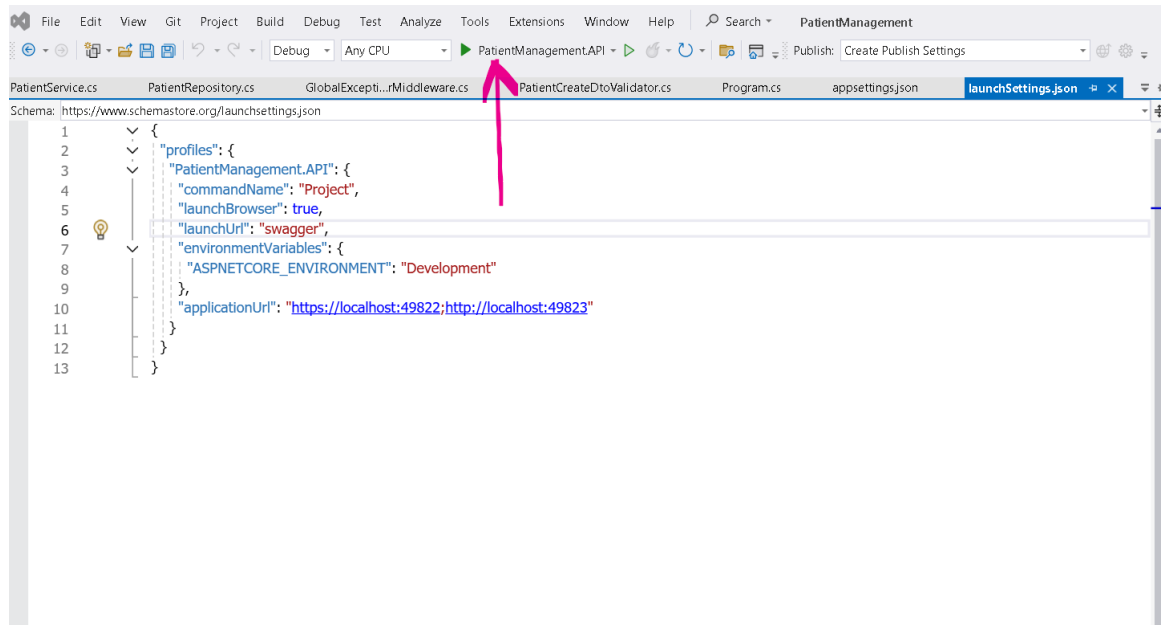 File Edit View Git Project Build Debug Test Analyze Tools Extensions Window Help Search PatientManagement
Debug Any CPU PatientManagement.API Publish: Create Publish Settings
PatientService.cs PatientRepository.cs GlobalExcepti...rMiddleware.cs PatientCreateDtoValidator.cs Program.cs appsettings.json launchSettings.json
Schema: https://www.schemastore.org/launchsettings.json
1 {
2 "profiles": {
3 "PatientManagement.API": {
4 "commandName": "Project",
5 "launchBrowser": true,
6 "launchUrl": "swagger",
7 "environmentVariables": {
8 "ASPNETCORE_ENVIRONMENT": "Development"
9 },
10 "applicationUrl": "https://localhost:49822;http://localhost:49823"
11 }
12 }
13 }